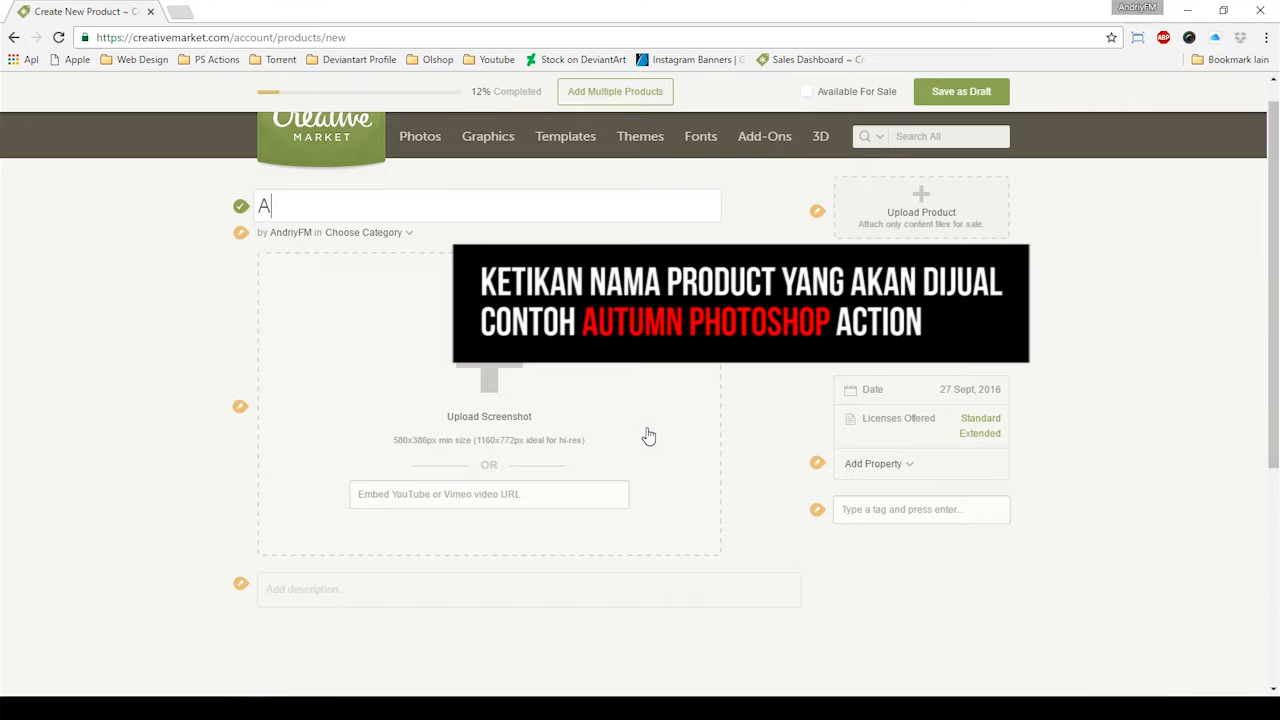 Create New Product ~ C
AndriyFM
https://creativemarket.com/account/products/new
Apl
Apple
Web Design
PS Actions
Torrent
Deviantart Profile
Olshop
Youtube
Stock on DeviantArt
Instagram Banners | G
Sales Dashboard ~ Cr
Bookmark lain
12% Completed
Add Multiple Products
Available For Sale
Save as Draft
Creative
MARKET
Photos
Graphics
Templates
Themes
Fonts
Add-Ons
3D
Search All
A
by AndriyFM in Choose Category
Upload Product
Attach only content files for sale.
KETIKAN NAMA PRODUCT YANG AKAN DIJUAL
CONTOH AUTUMN PHOTOSHOP ACTION
Upload Screenshot
580x386px min size (1160x772px ideal for hi-res)
OR
Embed YouTube or Vimeo video URL
Date
27 Sept, 2016
Licenses Offered
Standard
Extended
Add Property
Type a tag and press enter...
Add description..